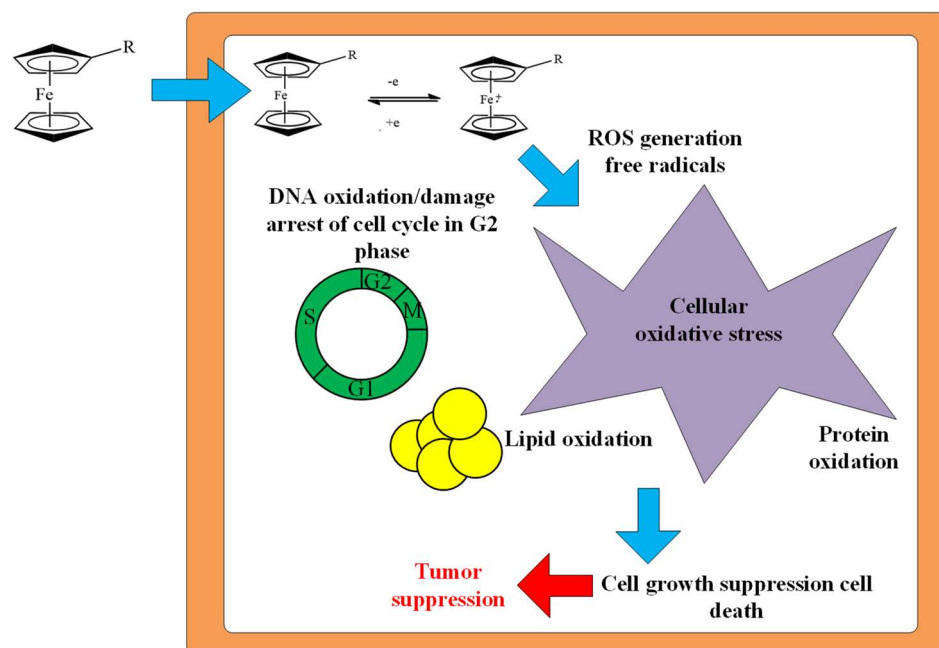 R
Fe
R
Fe
-e
+e
R
Fe+
ROS generation
free radicals
DNA oxidation/damage
arrest of cell cycle in G2
phase
G2
M
S
G1
Cellular
oxidative stress
Lipid oxidation
Protein
oxidation
Tumor
suppression
Cell growth suppression cell
death